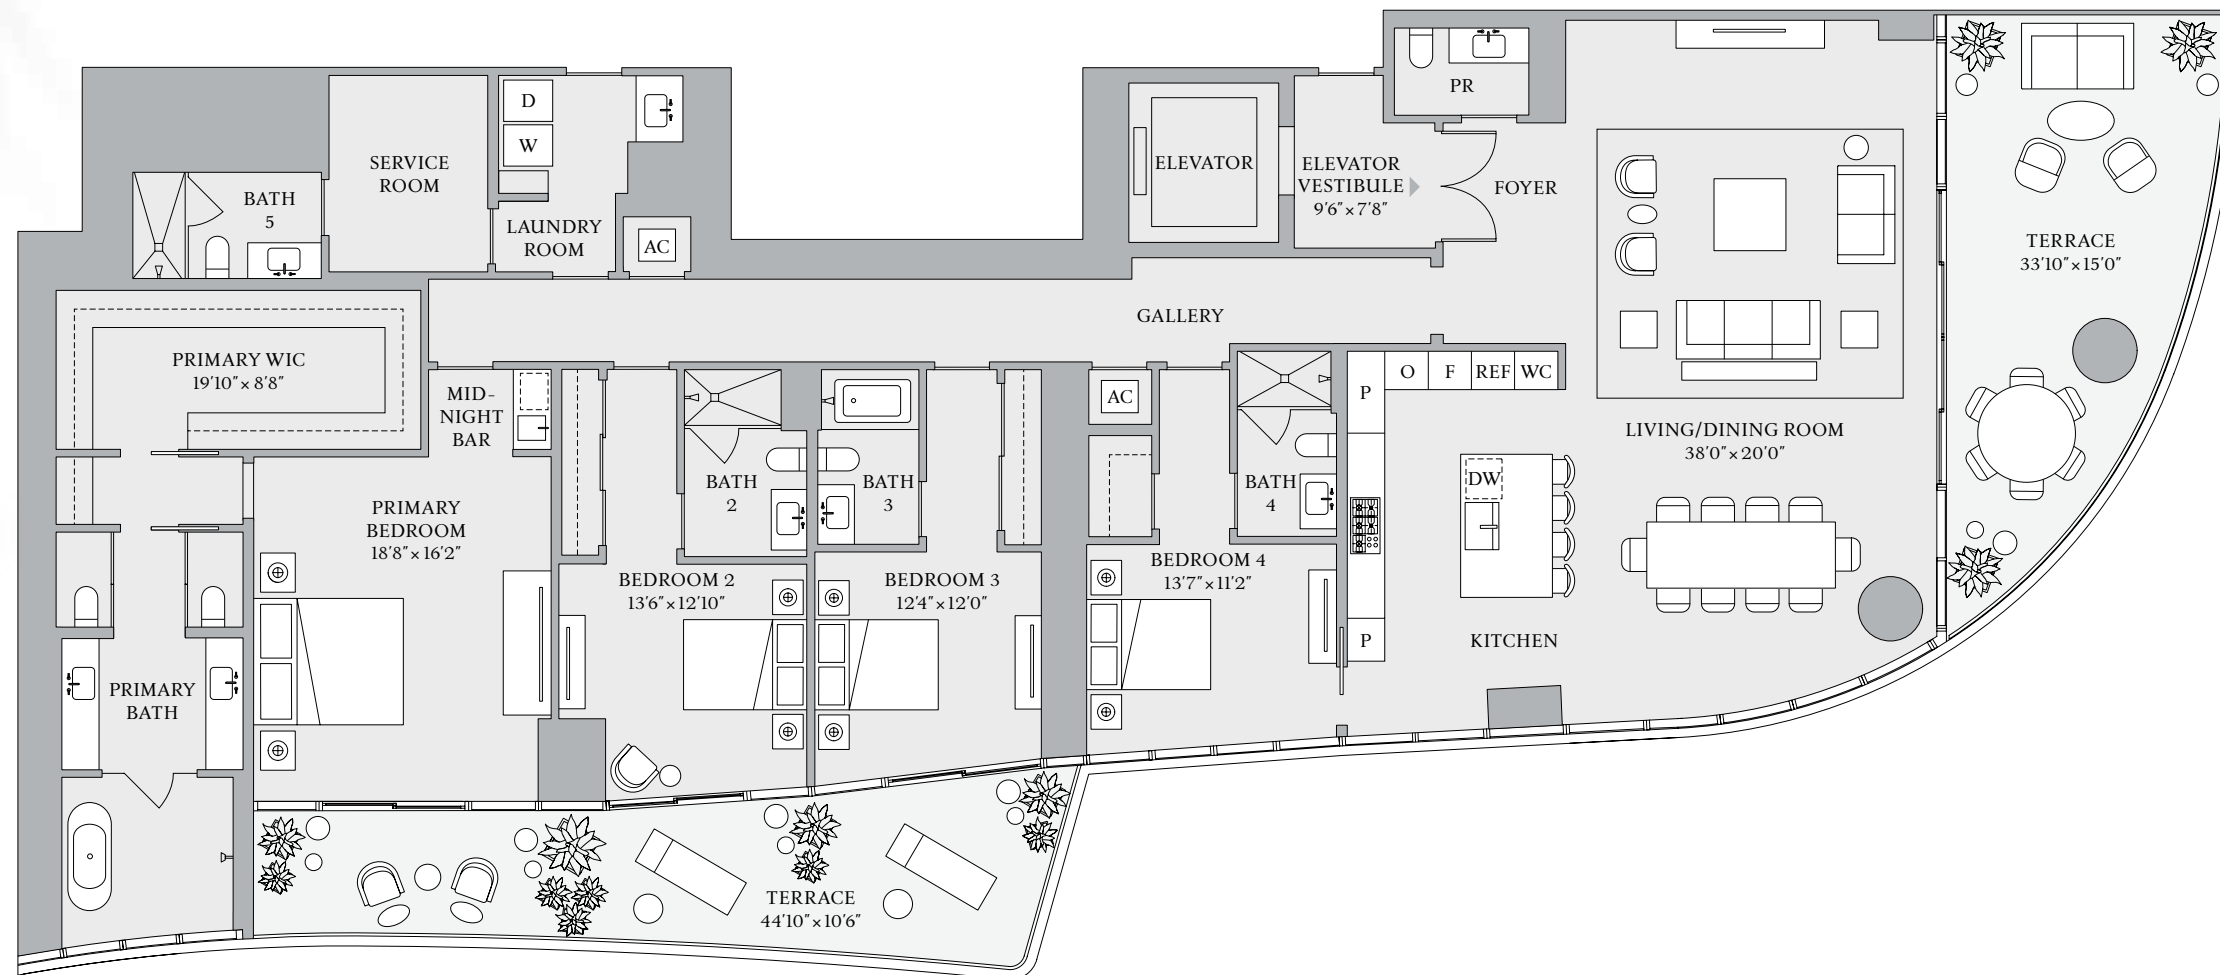 PR
D
W
SERVICE
ROOM
BATH
5
LAUNDRY
ROOM
AC
ELEVATOR
ELEVATOR
VESTIBULE
9'6" × 7'8"
FOYER
TERRACE
33'10" × 15'0"
GALLERY
PRIMARY WIC
19'10" × 8'8"
MID-
NIGHT
BAR
AC
P
O
F
REF
WC
LIVING/DINING ROOM
38'0" × 20'0"
PRIMARY
BEDROOM
18'8" × 16'2"
BATH
2
BATH
3
BATH
4
DW
BEDROOM 2
13'6" × 12'10"
BEDROOM 3
12'4" × 12'0"
BEDROOM 4
13'7" × 11'2"
P
KITCHEN
PRIMARY
BATH
TERRACE
44'10" × 10'6"